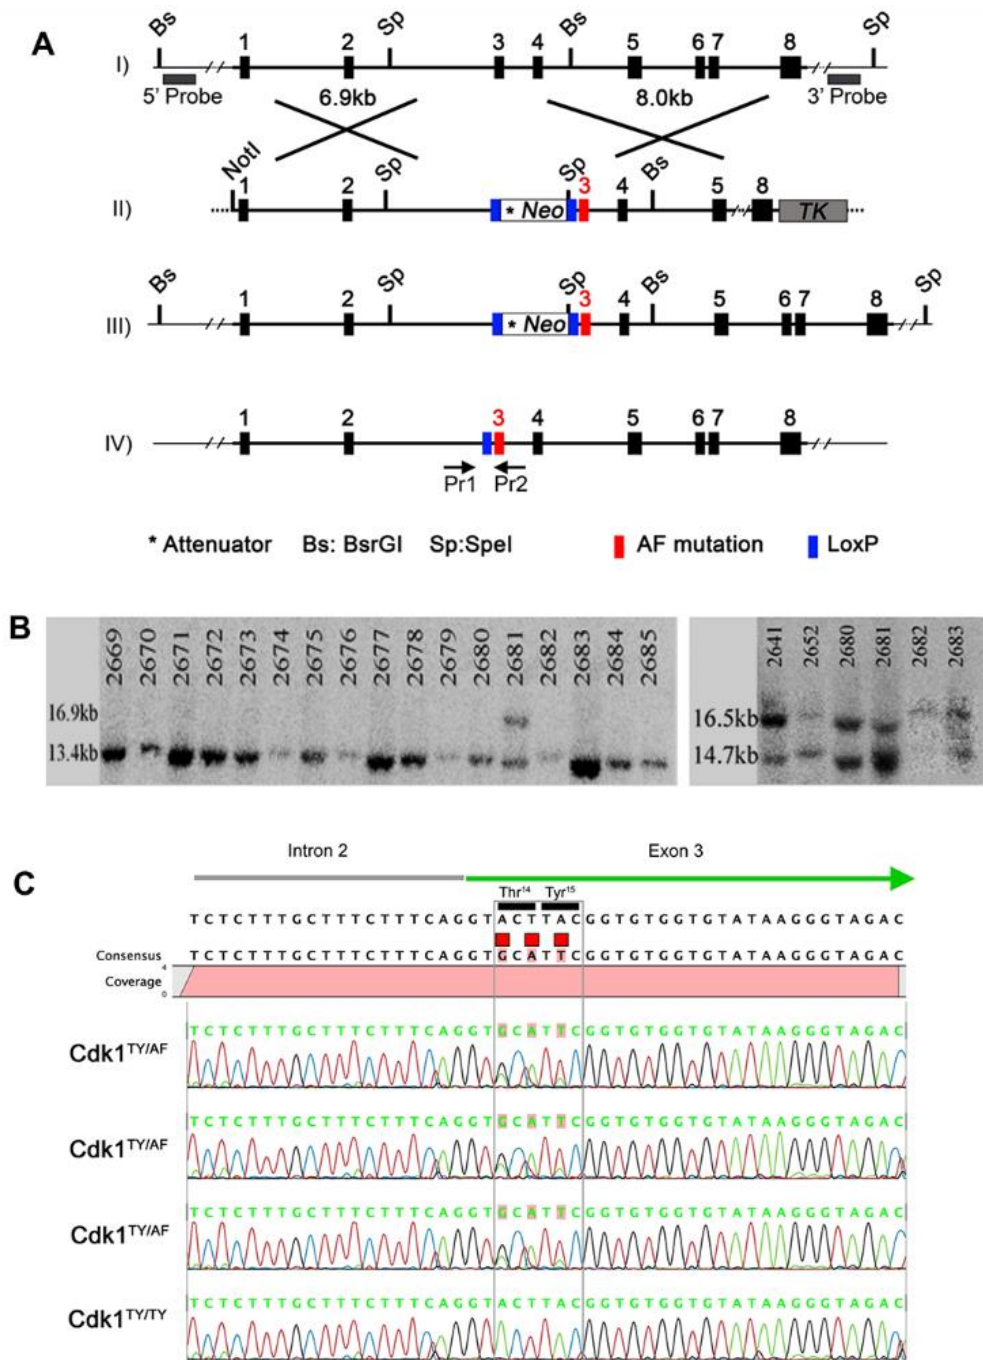 A
Bs Sp Bs Sp
1 2 3 4 5 6 7 8
I)
5' Probe 6.9kb 8.0kb 3' Probe
NotI Sp Sp Bs
1 2 3 4 5 8
II) * Neo TK
Bs Sp Sp Bs Sp
1 2 3 4 5 6 7 8
III) * Neo
1 2 3 4 5 6 7 8
IV)
Pr1 Pr2
* Attenuator Bs: BsrGI Sp:SpeI AF mutation LoxP
B
2669 2670 2671 2672 2673 2674 2675 2676 2677 2678 2679 2680 2681 2682 2683 2684 2685
16.9kb
13.4kb
2641 2652 2680 2681 2682 2683
16.5kb
14.7kb
C
Intron 2 Exon 3
Thr14 Tyr15
TCTCTTTGCTTTCTTTCAGGTACTTACGGTGTGGTGTATAAGGGTAGAC
Consensus TCTCTTTGCTTTCTTTCAGGTGCATTCGGTGTGGTGTATAAGGGTAGAC
4
Coverage
0
TCTCTTTGCTTTCTTTCAGGTGCATTCGGTGTGGTGTATAAGGGTAGAC
Cdk1TY/AF
TCTCTTTGCTTTCTTTCAGGTGCATTCGGTGTGGTGTATAAGGGTAGAC
Cdk1TY/AF
TCTCTTTGCTTTCTTTCAGGTGCATTCGGTGTGGTGTATAAGGGTAGAC
Cdk1TY/AF
TCTCTTTGCTTTCTTTCAGGTACTTACGGTGTGGTGTATAAGGGTAGAC
Cdk1TY/TY